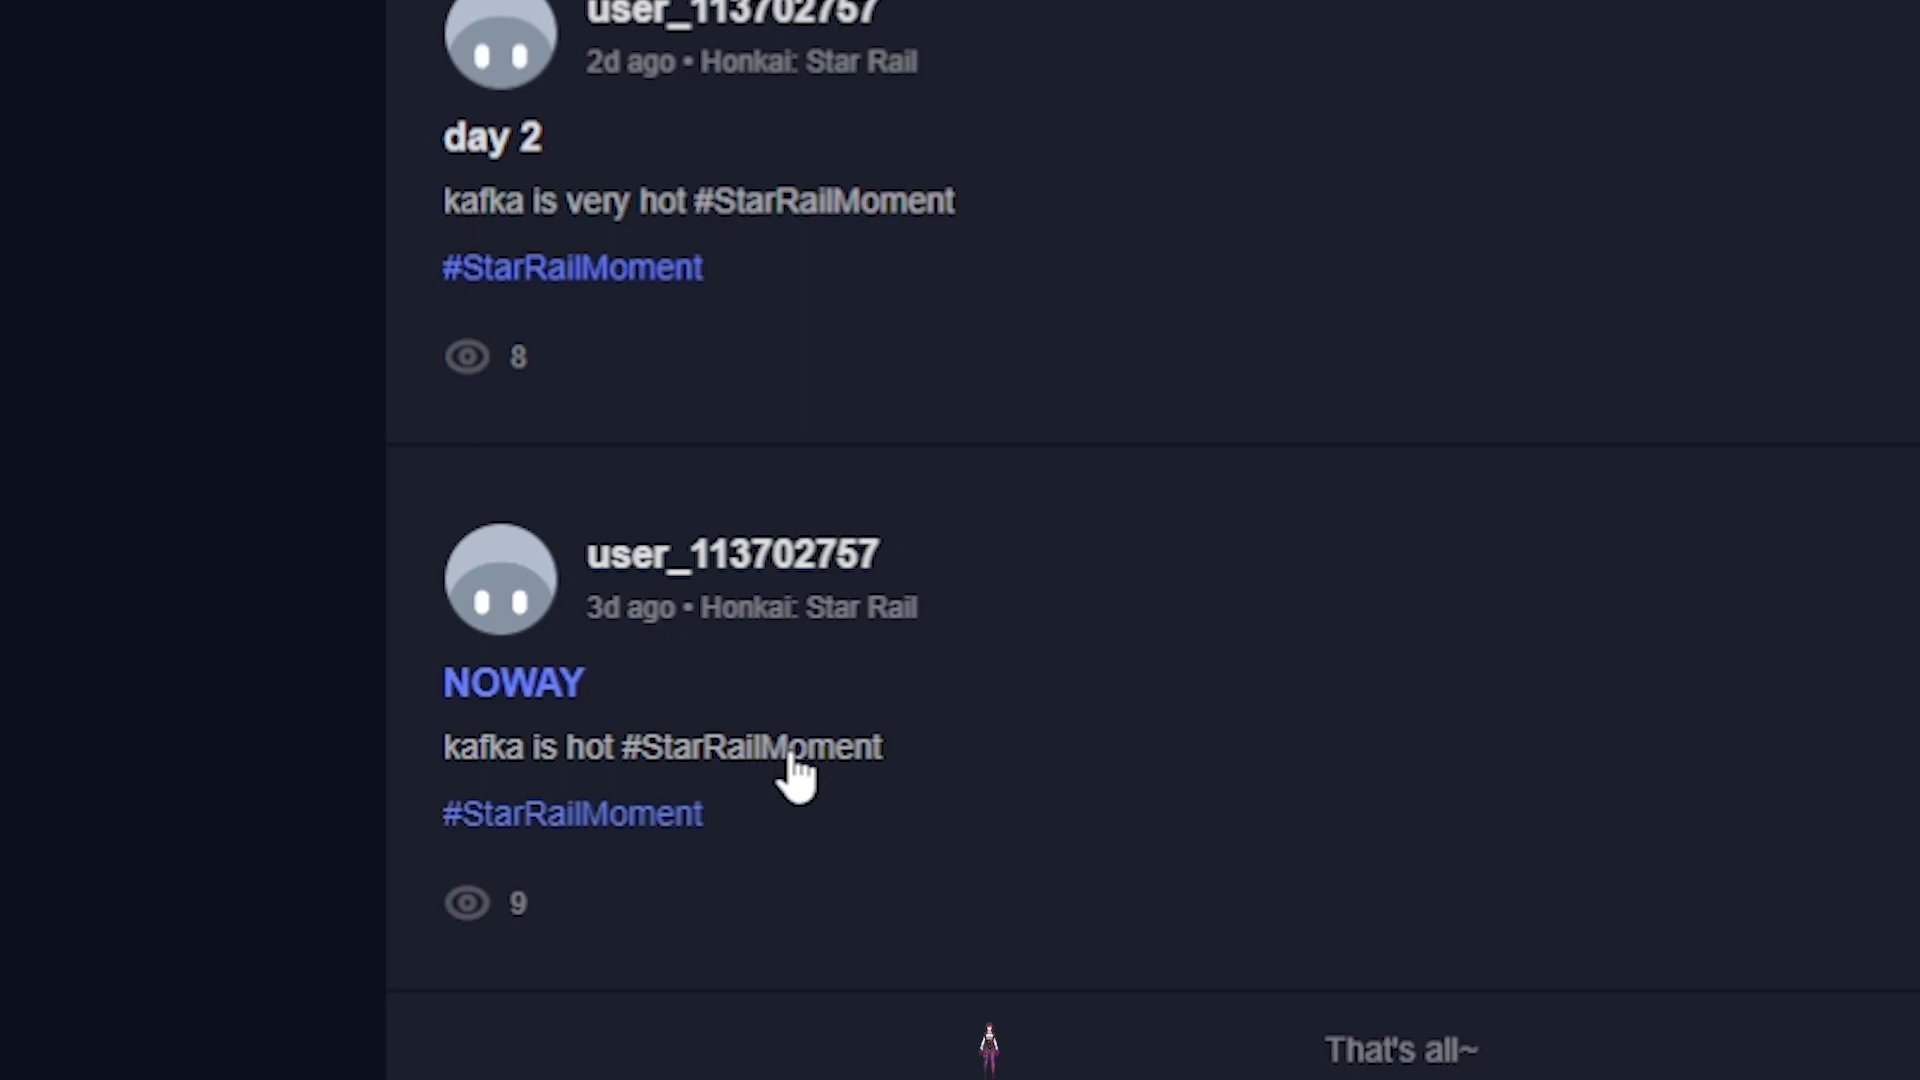 user_113702757
2d ago • Honkai: Star Rail
day 2
kafka is very hot #StarRailMoment
#StarRailMoment
8
user_113702757
3d ago • Honkai: Star Rail
NOWAY
kafka is hot #StarRailMoment
#StarRailMoment
9
That's all~